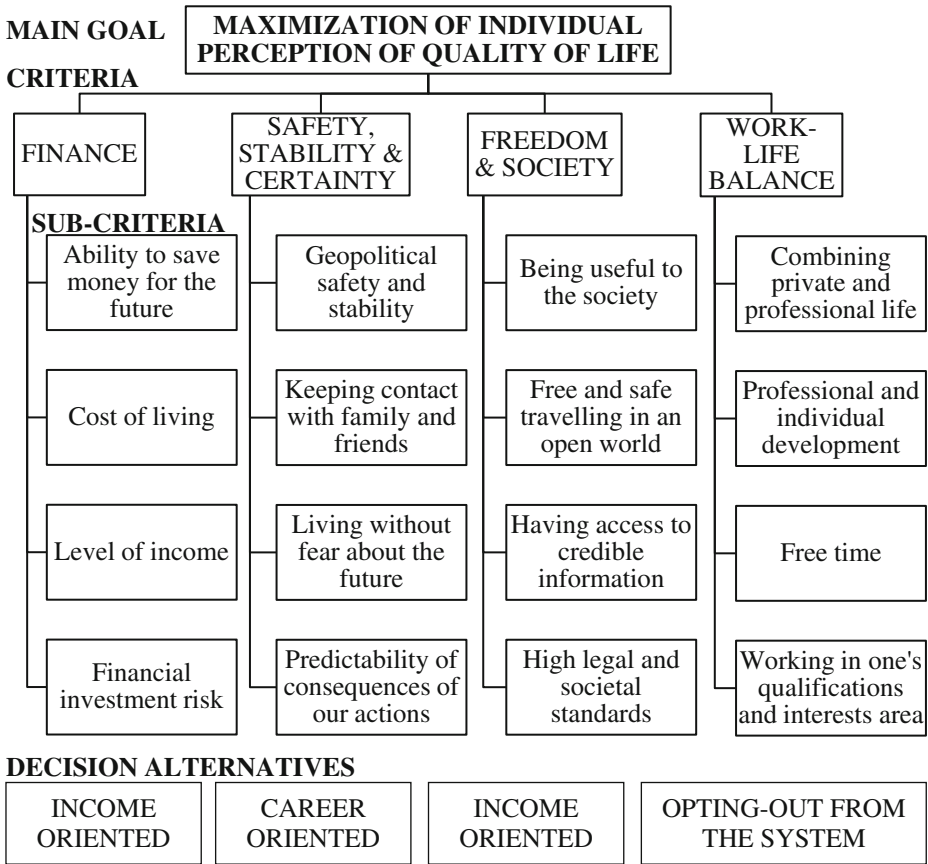 MAIN GOAL
MAXIMIZATION OF INDIVIDUAL
PERCEPTION OF QUALITY OF LIFE
CRITERIA
FINANCE
SAFETY,
STABILITY &
CERTAINTY
FREEDOM
& SOCIETY
WORK-
LIFE
BALANCE
SUB-CRITERIA
Ability to save
money for the
future
Geopolitical
safety and
stability
Being useful to
the society
Combining
private and
professional life
Cost of living
Keeping contact
with family and
friends
Free and safe
travelling in an
open world
Professional and
individual
development
Level of income
Living without
fear about the
future
Having access to
credible
information
Free time
Financial
investment risk
Predictability of
consequences of
our actions
High legal and
societal
standards
Working in one's
qualifications
and interests area
DECISION ALTERNATIVES
INCOME
ORIENTED
CAREER
ORIENTED
INCOME
ORIENTED
OPTING-OUT FROM
THE SYSTEM